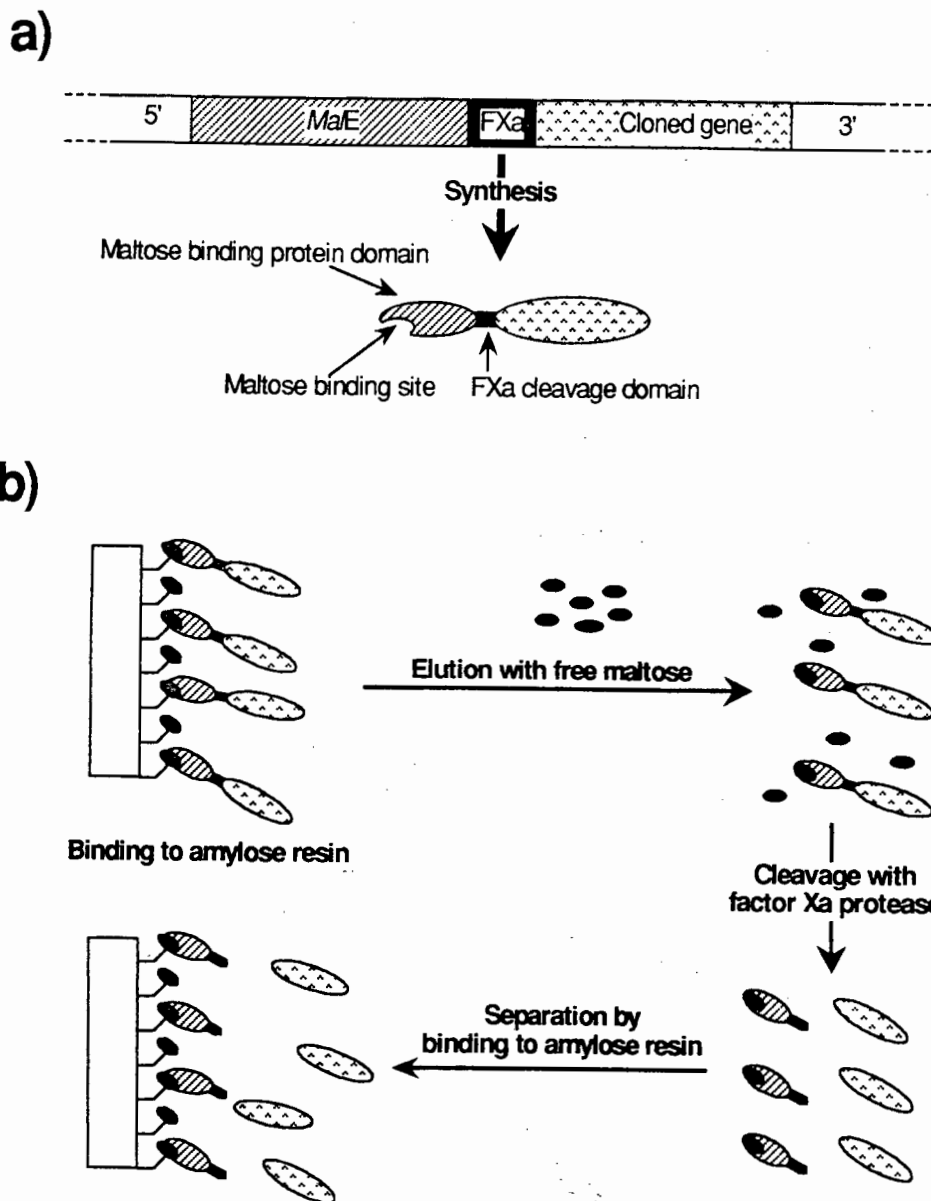 a)
5' MalE FXa Cloned gene 3'
Synthesis
Maltose binding protein domain
Maltose binding site FXa cleavage domain
b)
Elution with free maltose
Binding to amylose resin
Cleavage with
factor Xa protease
Separation by
binding to amylose resin